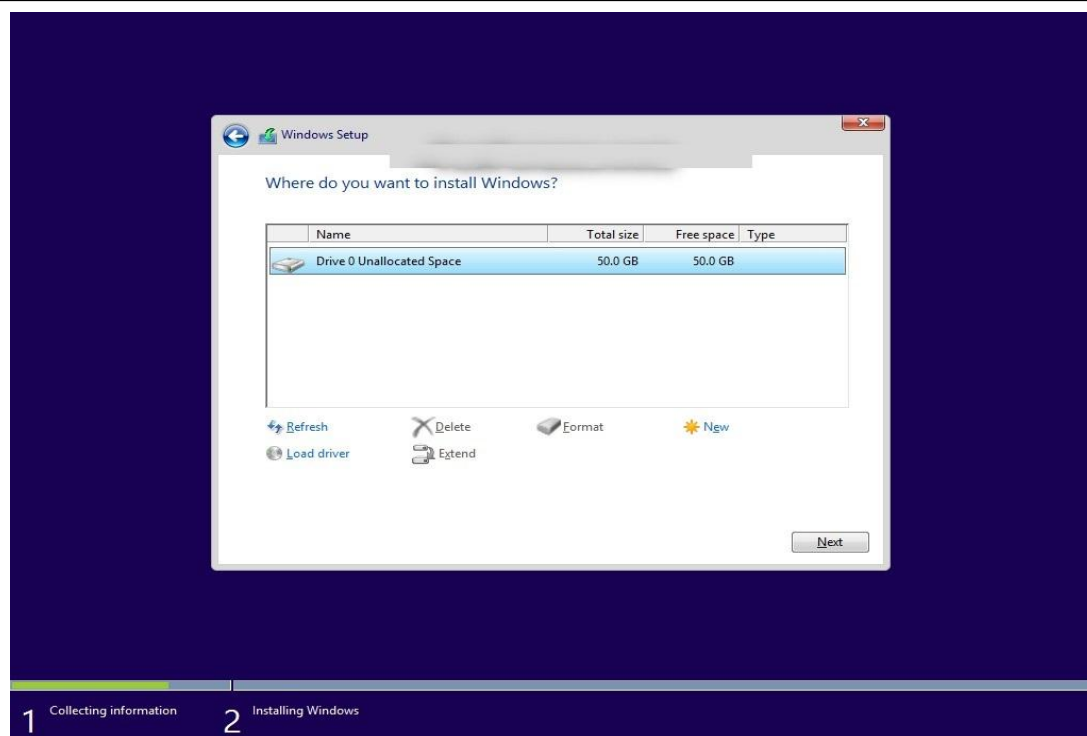 Windows Setup
Where do you want to install Windows?
Name Total size Free space Type
Drive 0 Unallocated Space 50.0 GB 50.0 GB
Refresh Delete Format New
Load driver Extend
Next
1 Collecting information 2 Installing Windows